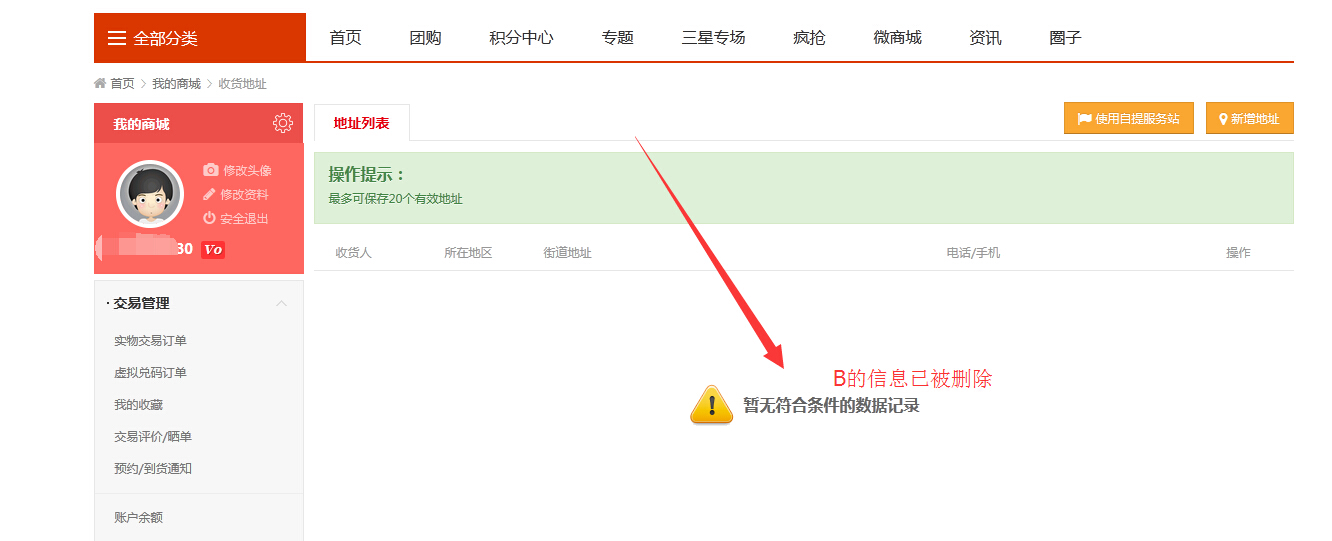 全部分类 首页 团购 积分中心 专题 三星专场 疯抢 微商城 资讯 圈子
首页 > 我的商城 > 收货地址
我的商城
修改头像
修改资料
安全退出
30 Vo
地址列表
使用自提服务站 新增地址
操作提示：
最多可保存20个有效地址
收货人 所在地区 街道地址 电话/手机 操作
B的信息已被删除
暂无符合条件的数据记录
· 交易管理
实物交易订单
虚拟兑码订单
我的收藏
交易评价/晒单
预约/到货通知
账户余额